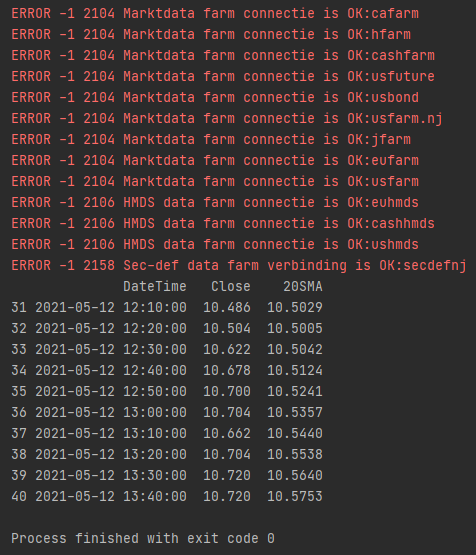 ERROR -1 2104 Marktdata farm connectie is OK:cafarm
ERROR -1 2104 Marktdata farm connectie is OK:hfarm
ERROR -1 2104 Marktdata farm connectie is OK:cashfarm
ERROR -1 2104 Marktdata farm connectie is OK:usfuture
ERROR -1 2104 Marktdata farm connectie is OK:usbond
ERROR -1 2104 Marktdata farm connectie is OK:usfarm.nj
ERROR -1 2104 Marktdata farm connectie is OK:jfarm
ERROR -1 2104 Marktdata farm connectie is OK:eufarm
ERROR -1 2104 Marktdata farm connectie is OK:usfarm
ERROR -1 2106 HMDS data farm connectie is OK:euhmds
ERROR -1 2106 HMDS data farm connectie is OK:cashhmds
ERROR -1 2106 HMDS data farm connectie is OK:ushmds
ERROR -1 2158 Sec-def data farm verbinding is OK:secdefnj
DateTime Close 20SMA
31 2021-05-12 12:10:00 10.486 10.5029
32 2021-05-12 12:20:00 10.504 10.5005
33 2021-05-12 12:30:00 10.622 10.5042
34 2021-05-12 12:40:00 10.678 10.5124
35 2021-05-12 12:50:00 10.700 10.5241
36 2021-05-12 13:00:00 10.704 10.5357
37 2021-05-12 13:10:00 10.662 10.5440
38 2021-05-12 13:20:00 10.704 10.5538
39 2021-05-12 13:30:00 10.720 10.5640
40 2021-05-12 13:40:00 10.720 10.5753
Process finished with exit code 0